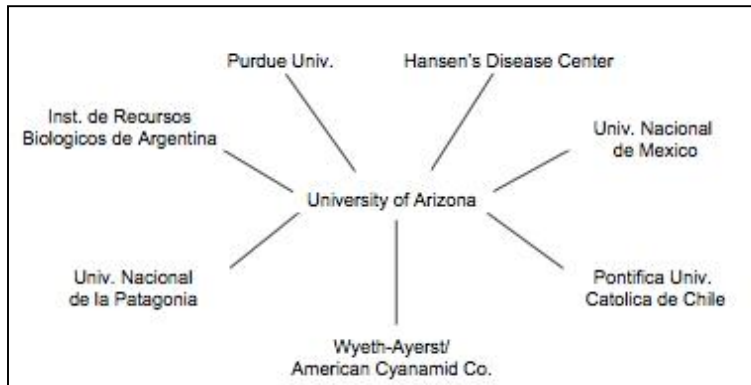 Purdue Univ.
Hansen's Disease Center
Inst. de Recursos
Biologicos de Argentina
Univ. Nacional
de Mexico
University of Arizona
Univ. Nacional
de la Patagonia
Pontifica Univ.
Catolica de Chile
Wyeth-Ayerst/
American Cyanamid Co.